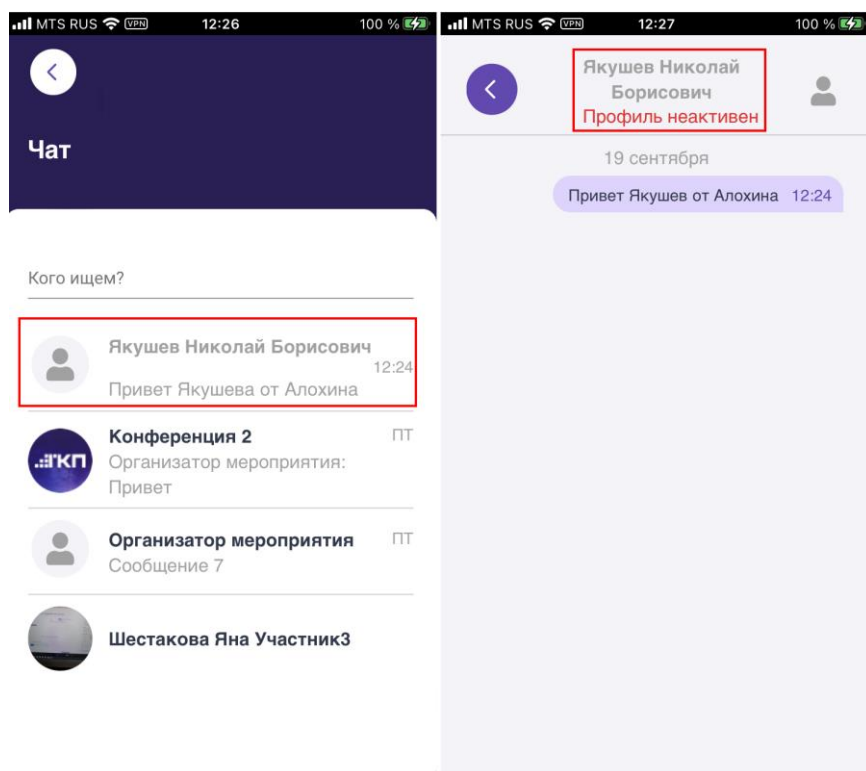 MTS RUS VPN 12:26 100 %
Чат
Кого ищем?
Якушев Николай Борисович
12:24
Привет Якушева от Алохина
Конференция 2 ПТ
Организатор мероприятия:
Привет
Организатор мероприятия ПТ
Сообщение 7
Шестакова Яна Участник3
MTS RUS VPN 12:27 100 %
Якушев Николай
Борисович
Профиль неактивен
19 сентября
Привет Якушев от Алохина 12:24